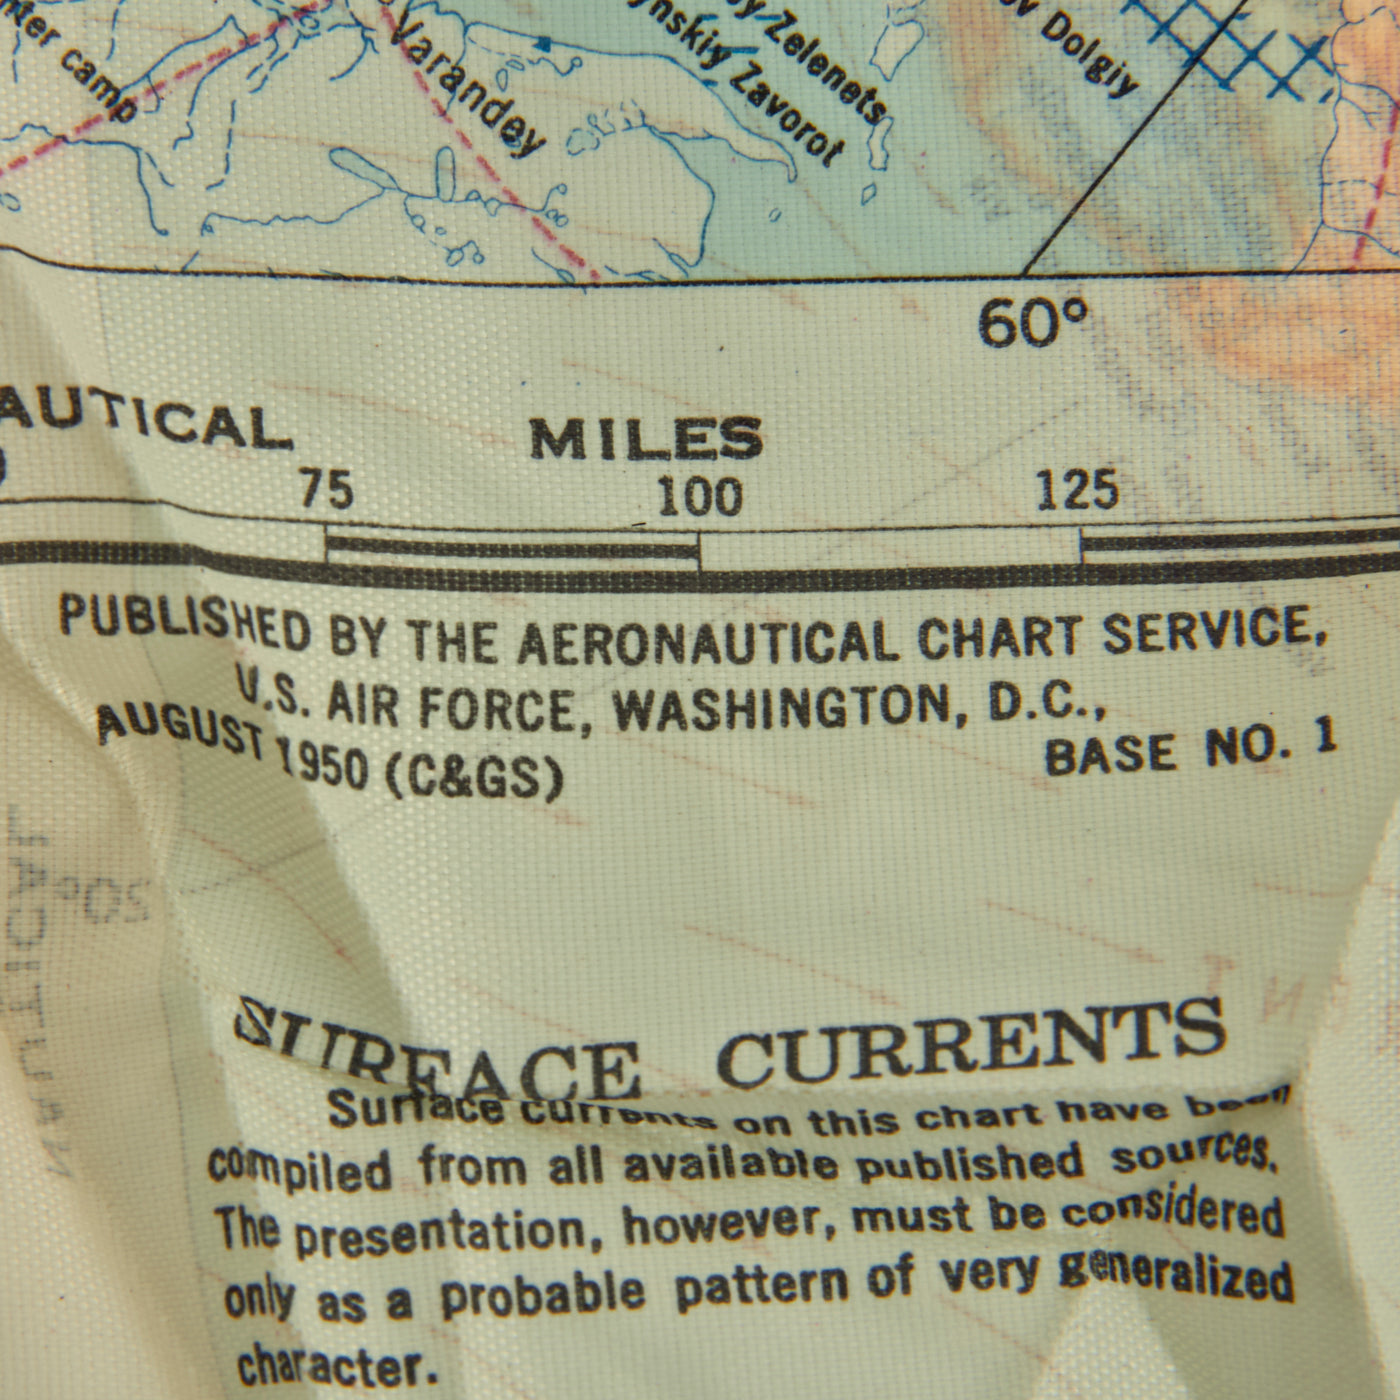 camp
Varandey
Zavorot
Zelenets
Dolgiy
60°
MILES
75 100 125
PUBLISHED BY THE AERONAUTICAL CHART SERVICE,
U.S. AIR FORCE, WASHINGTON, D.C.,
AUGUST 1950 (C&GS)
BASE NO. 1
SURFACE CURRENTS
Surface currents on this chart have been
compiled from all available published sources.
The presentation, however, must be considered
only as a probable pattern of very generalized
character.